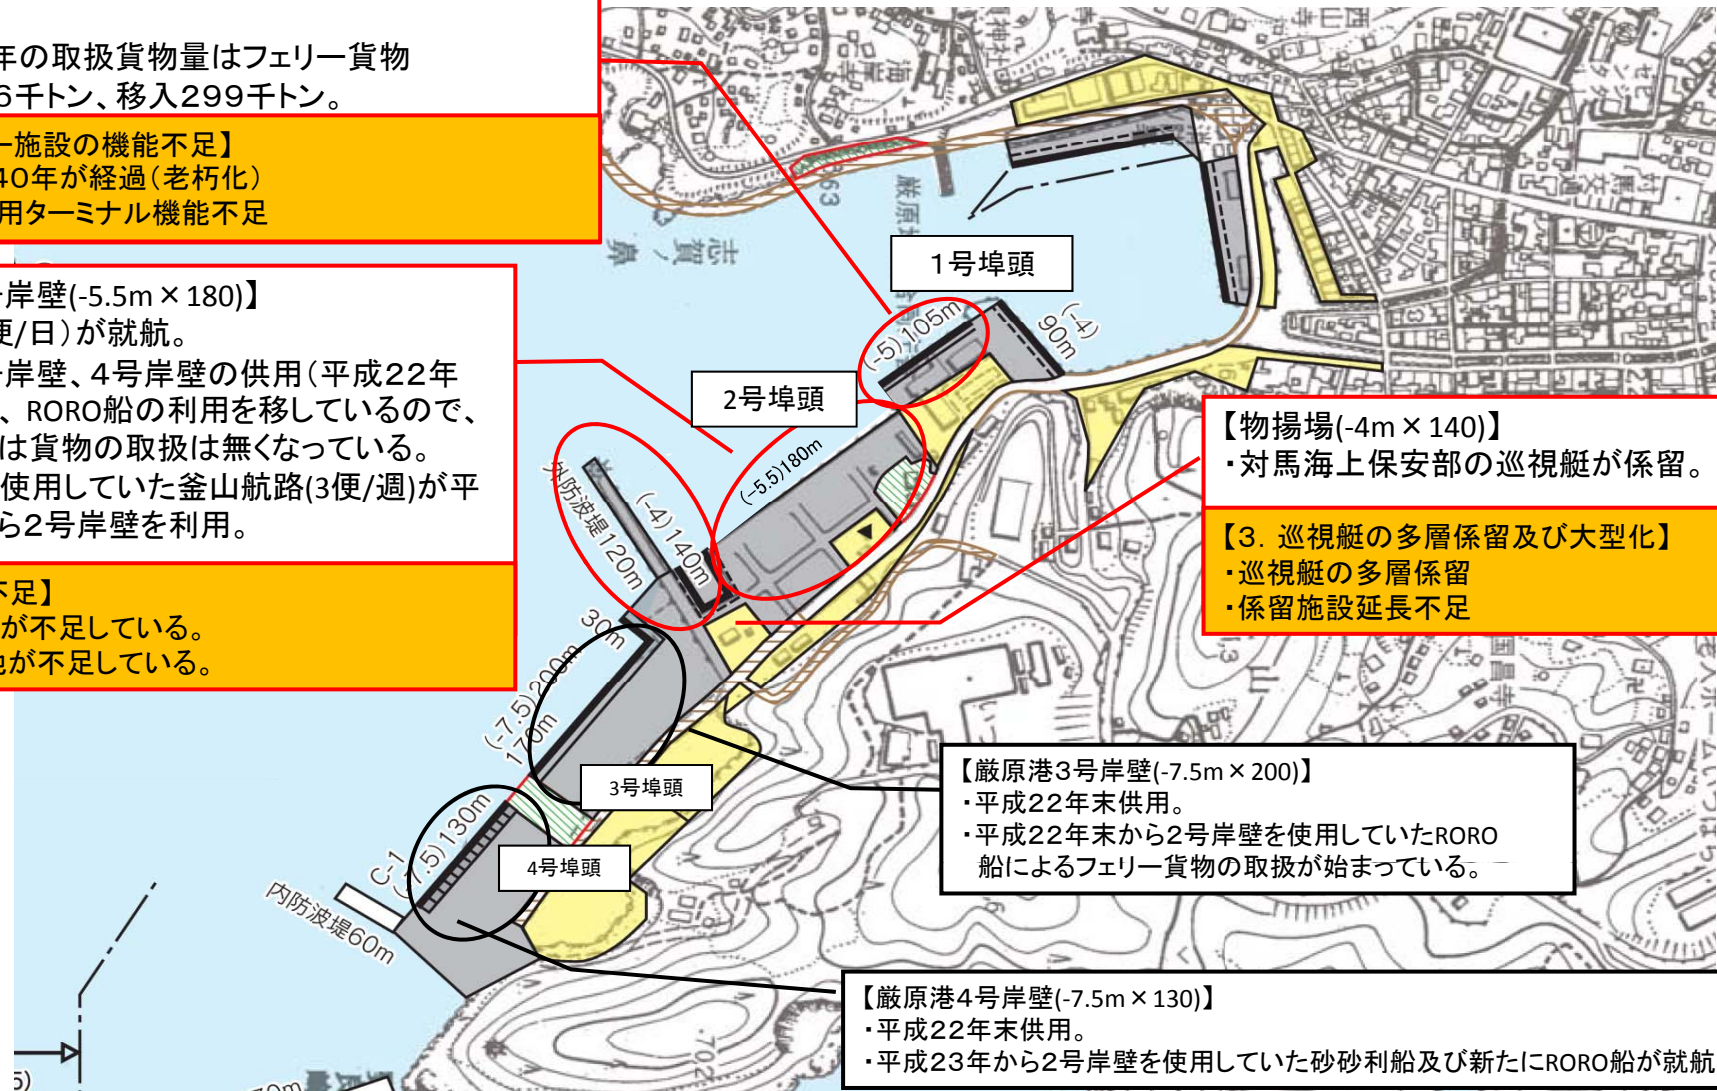 年の取扱貨物量はフェリー貨物
6千トン、移入299千トン。
ー施設の機能不足】
40年が経過(老朽化)
用ターミナル機能不足
岸壁(-5.5m×180)】
便/日)が就航。
岸壁、4号岸壁の供用(平成22年
、RORO船の利用を移しているので、
は貨物の取扱は無くなっている。
使用していた釜山航路(3便/週)が平
ら2号岸壁を利用。
不足】
が不足している。
地が不足している。
1号埠頭
(-5)105m
(-4)
90m
2号埠頭
(-5.5)180m
外防波堤120m
(-4)140m
30m
(-7.5)200m
170m
3号埠頭
C-1
130m
4号埠頭
内防波堤60m
志賀ノ鼻
【物揚場(-4m×140)】
・対馬海上保安部の巡視艇が係留。
【3. 巡視艇の多層係留及び大型化】
・巡視艇の多層係留
・係留施設延長不足
【厳原港3号岸壁(-7.5m×200)】
・平成22年末供用。
・平成22年末から2号岸壁を使用していたRORO
船によるフェリー貨物の取扱が始まっている。
【厳原港4号岸壁(-7.5m×130)】
・平成22年末供用。
・平成23年から2号岸壁を使用していた砂砂利船及び新たにRORO船が就航